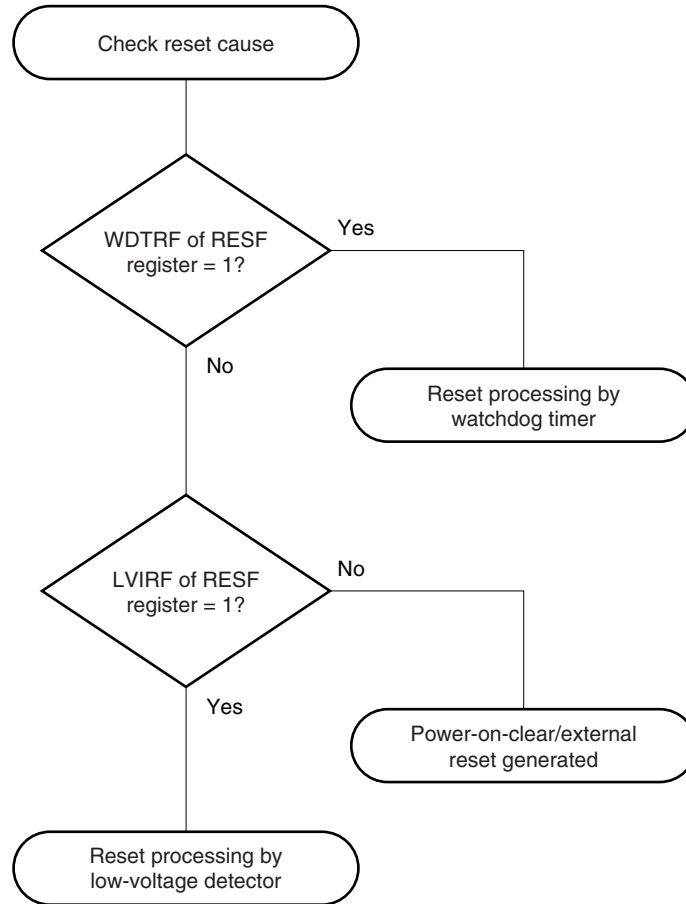 Check reset cause
WDTRF of RESF
register = 1?
Yes
No
Reset processing by
watchdog timer
LVIRF of RESF
register = 1?
No
Yes
Power-on-clear/external
reset generated
Reset processing by
low-voltage detector